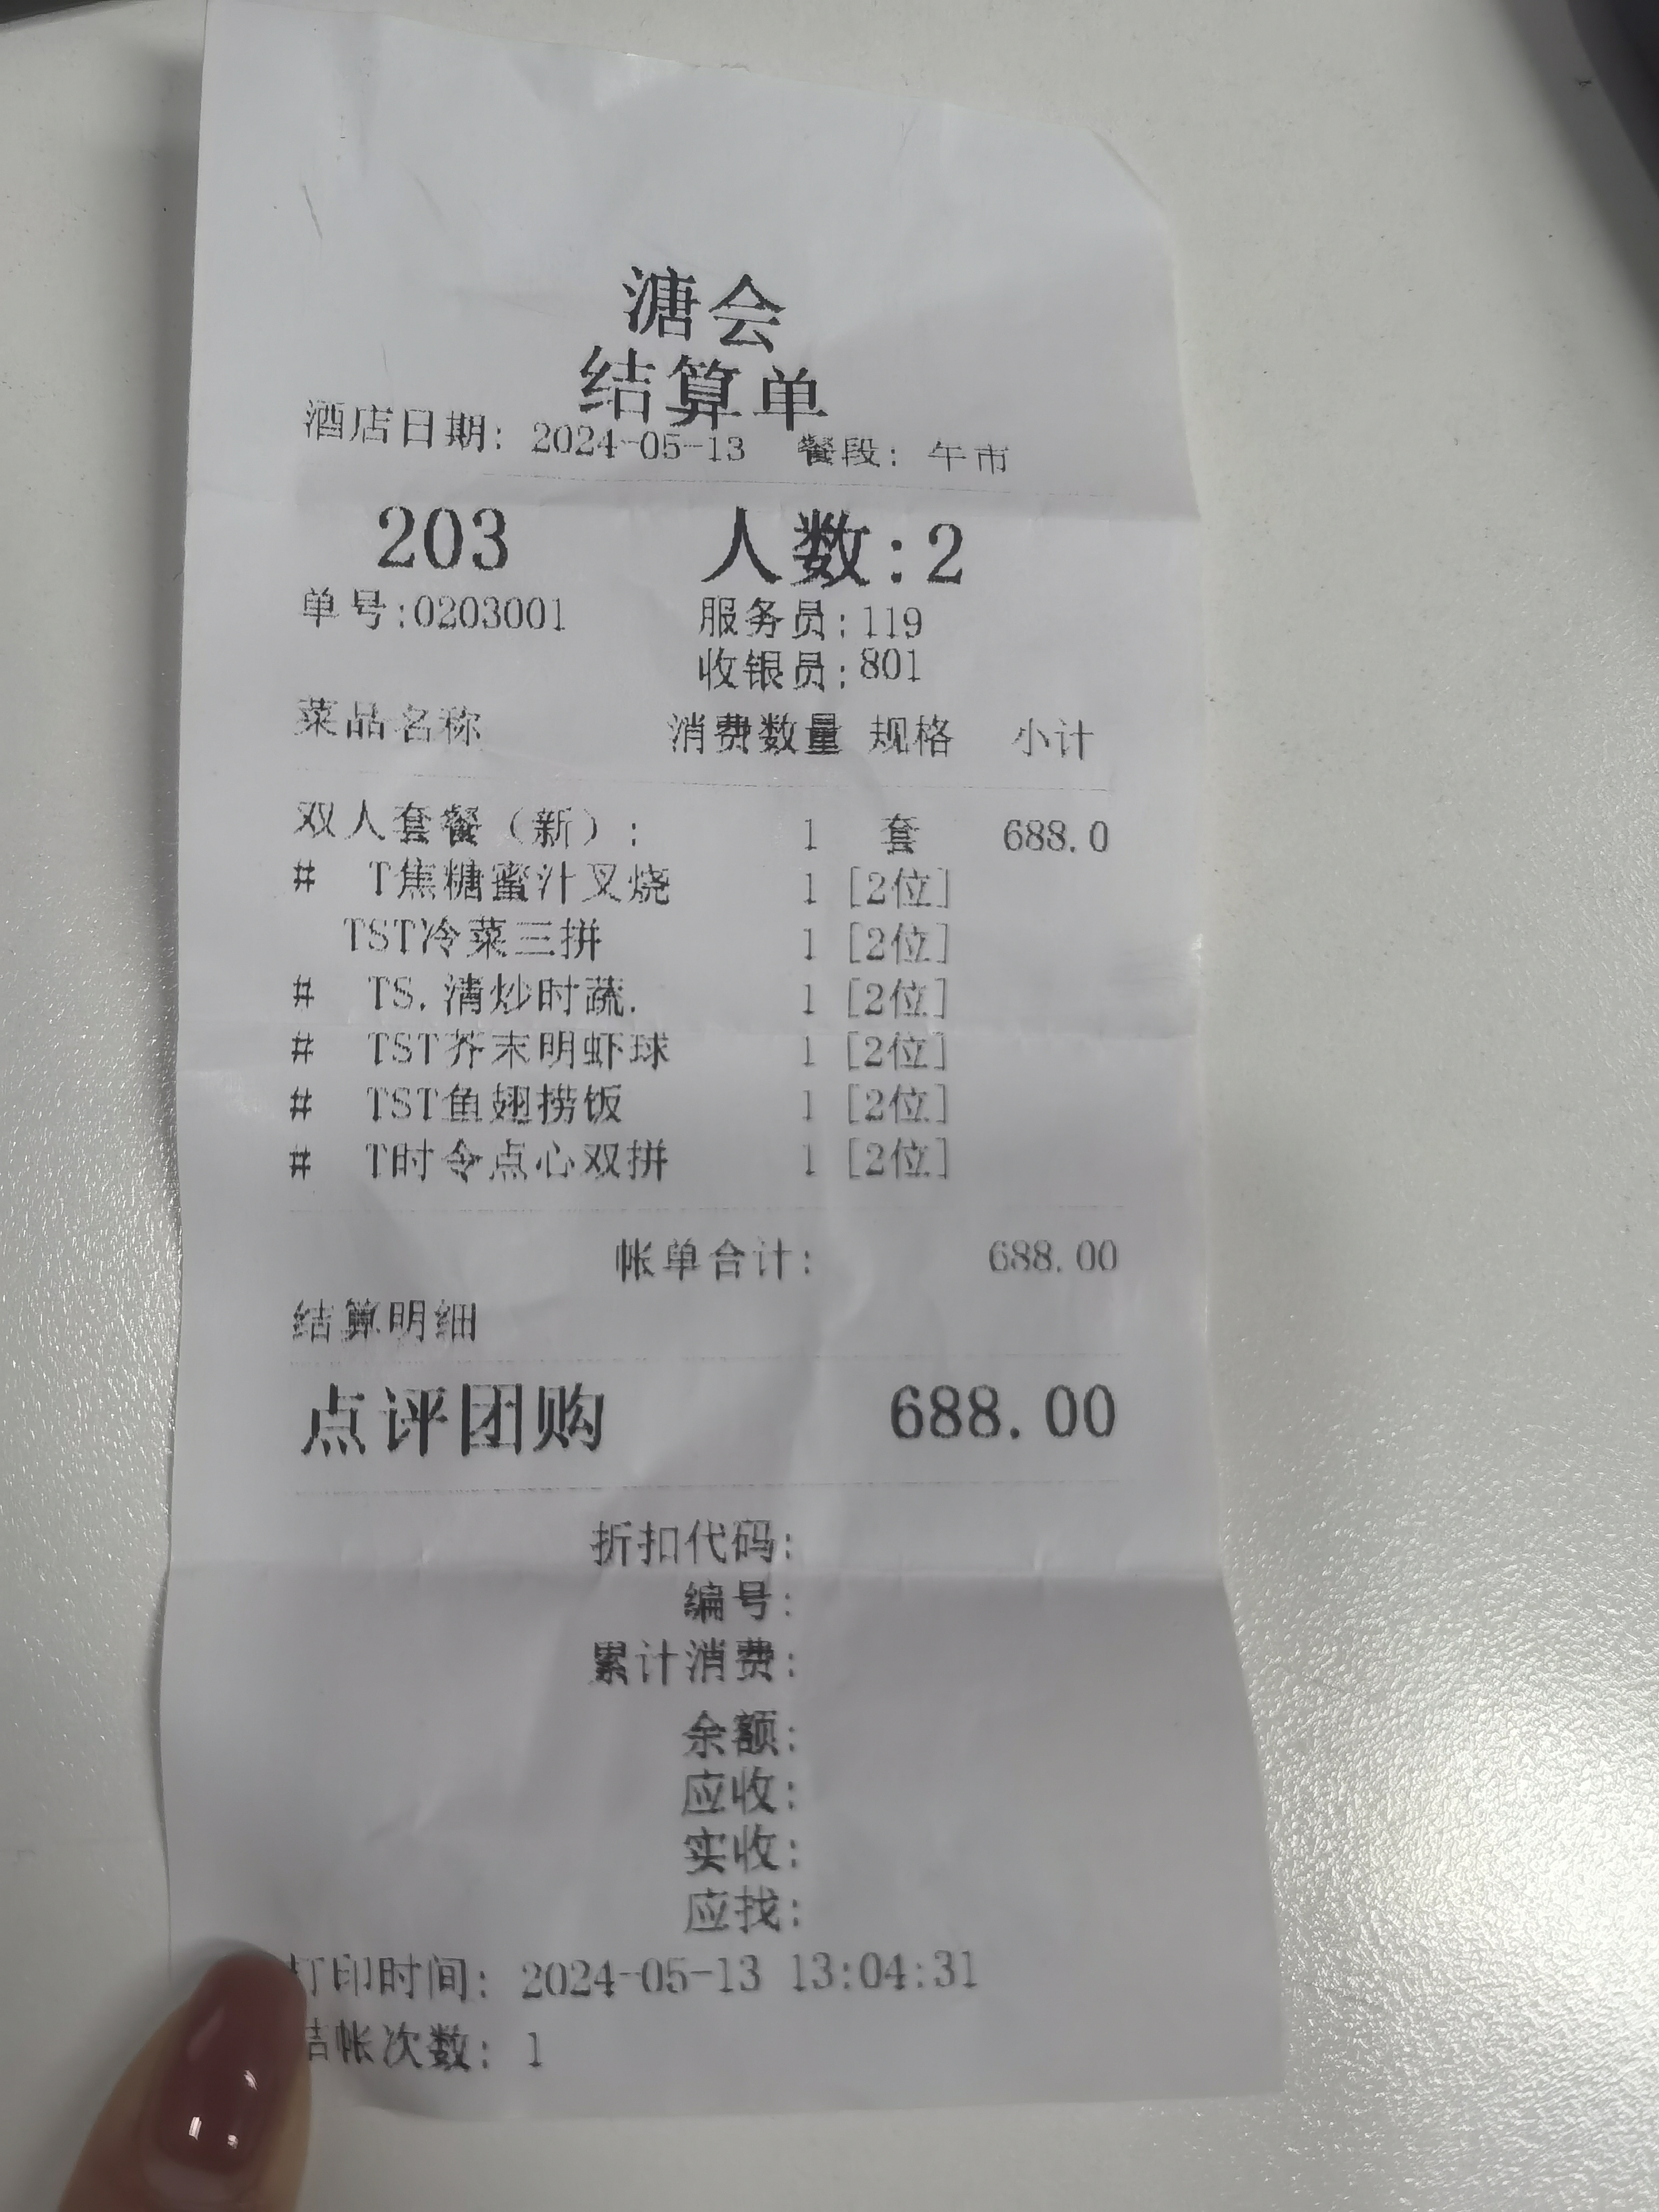 溏会
结算单
酒店日期: 2024-05-13 餐段: 午市
203 人数:2
单号:0203001 服务员:119
收银员:801
菜品名称 消费数量 规格 小计
双人套餐（新）: 1 套 688.0
# T焦糖蜜汁叉烧 1 [2位]
TST冷菜三拼 1 [2位]
# TS.清炒时蔬. 1 [2位]
# TST芥末明虾球 1 [2位]
# TST鱼翅捞饭 1 [2位]
# T时令点心双拼 1 [2位]
帐单合计: 688.00
结算明细
点评团购 688.00
折扣代码:
编号:
累计消费:
余额:
应收:
实收:
应找:
打印时间: 2024-05-13 13:04:31
结帐次数: 1